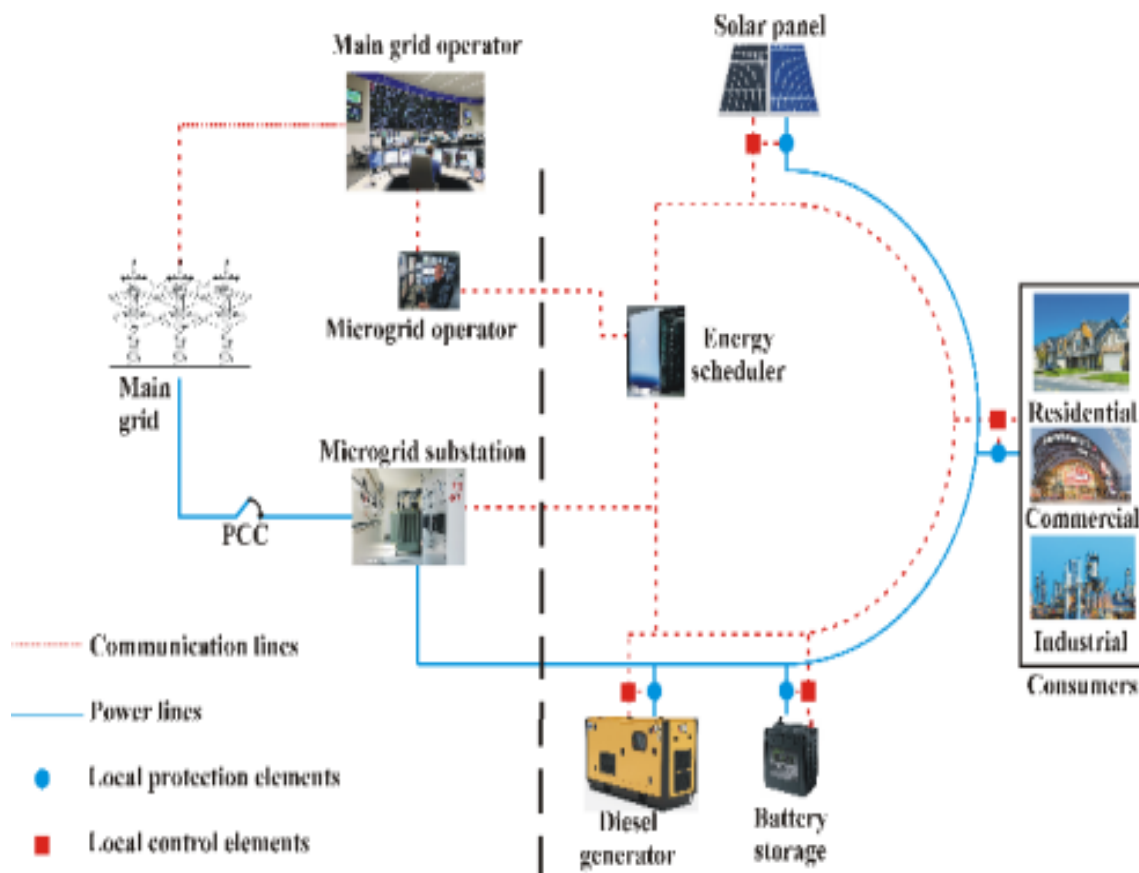 Solar panel
Main grid operator
Microgrid operator
Energy
scheduler
Main
grid
Residential
Microgrid substation
Commercial
PCC
Industrial
Communication lines
Consumers
Power lines
Local protection elements
Diesel
generator
Battery
storage
Local control elements